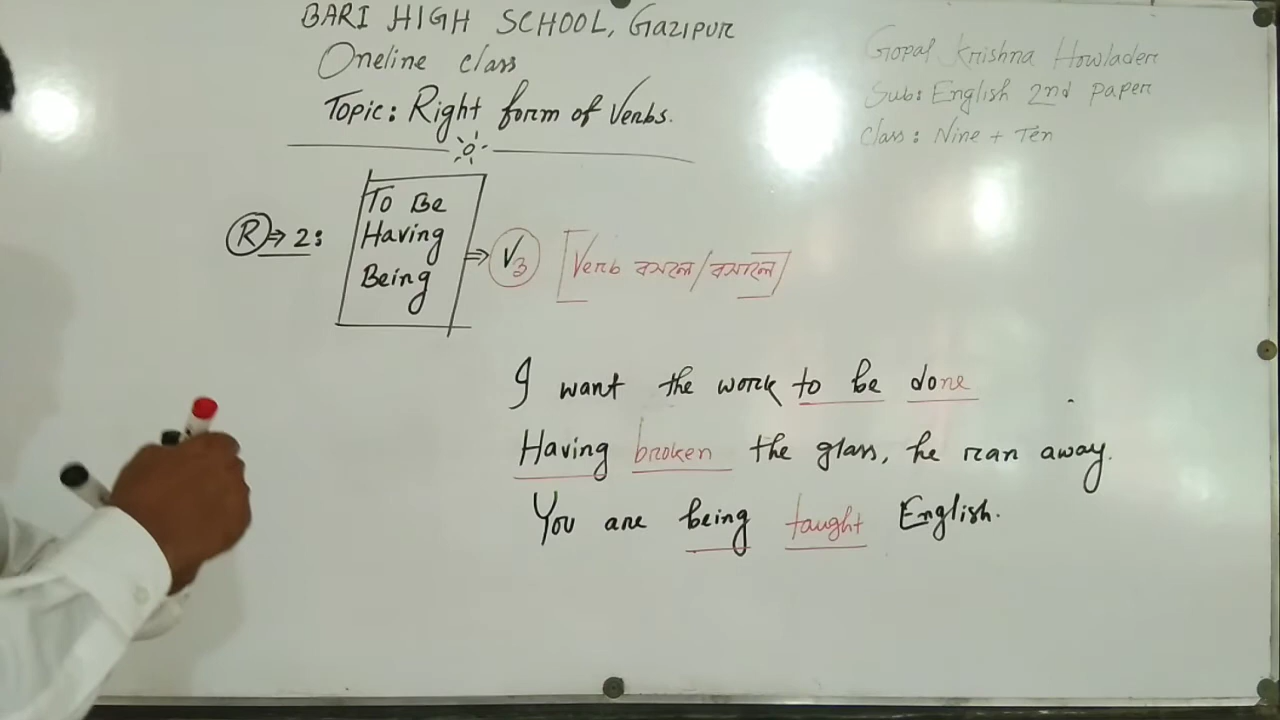 BARI HIGH SCHOOL, GAZIPUR
Oneline class
Topic: Right form of Verbs.
Gopal Krishna Howlader
Sub: English 2nd paper
Class: Nine + Ten
R ⇒ 2:
To Be
Having
Being
⇒ V3 [Verb বসলে/বসালে]
I want the work to be done
Having broken the glass, he ran away.
You are being taught English.